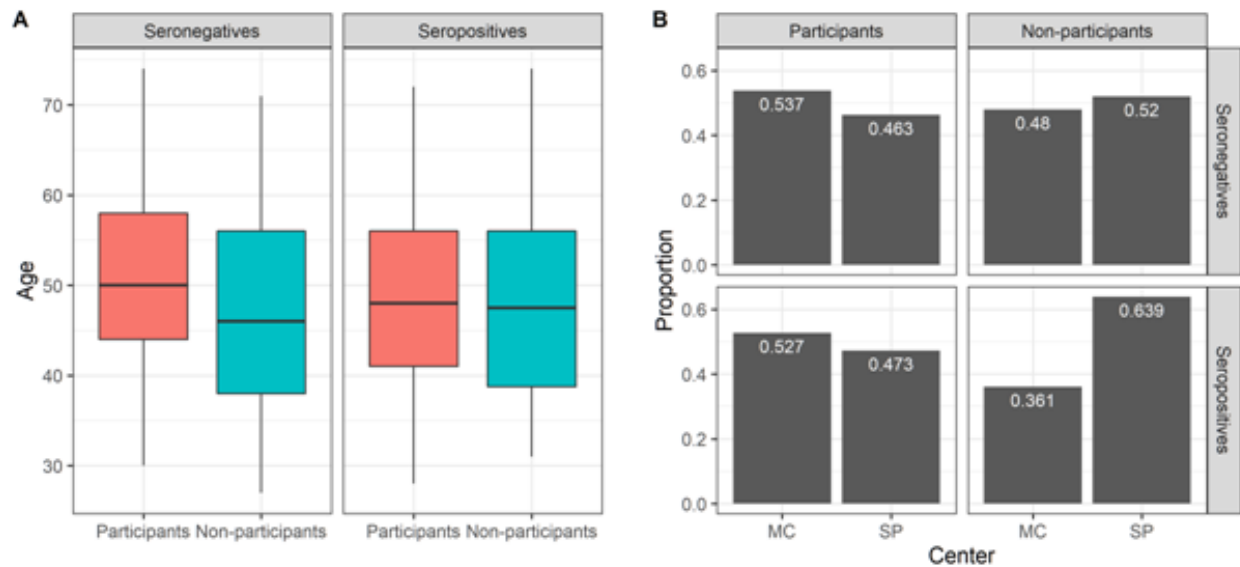 A
Seronegatives
Seropositives
Age
70
60
50
40
30
Participants Non-participants
Participants Non-participants
B
Participants
Non-participants
Seronegatives
Seropositives
Proportion
0.6
0.4
0.2
0.0
0.537
0.463
0.48
0.52
0.6
0.4
0.2
0.0
0.527
0.473
0.361
0.639
MC SP
MC SP
Center